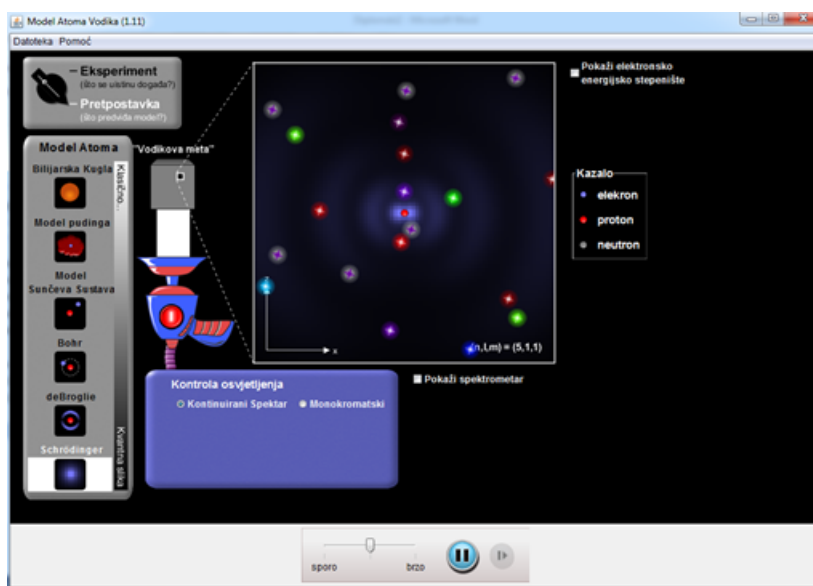 Model Atoma Vodika (1.11)
Datoteka Pomoć
Eksperiment
(što se uistinu događa?)
Pretpostavka
(što predviđa model?)
Model Atoma
Bilijarska Kugla
Model pudinga
Model
Sunčeva Sustava
Bohr
deBroglie
Schrödinger
Klasično...
Kvantna slika
"Vodikova meta"
x
(n,l,m) = (5,1,1)
Pokaži elektronsko
energijsko stepenište
Kazalo
elekron
proton
neutron
Pokaži spektrometar
Kontrola osvjetljenja
Kontinuirani Spektar
Monokromatski
sporo
brzo